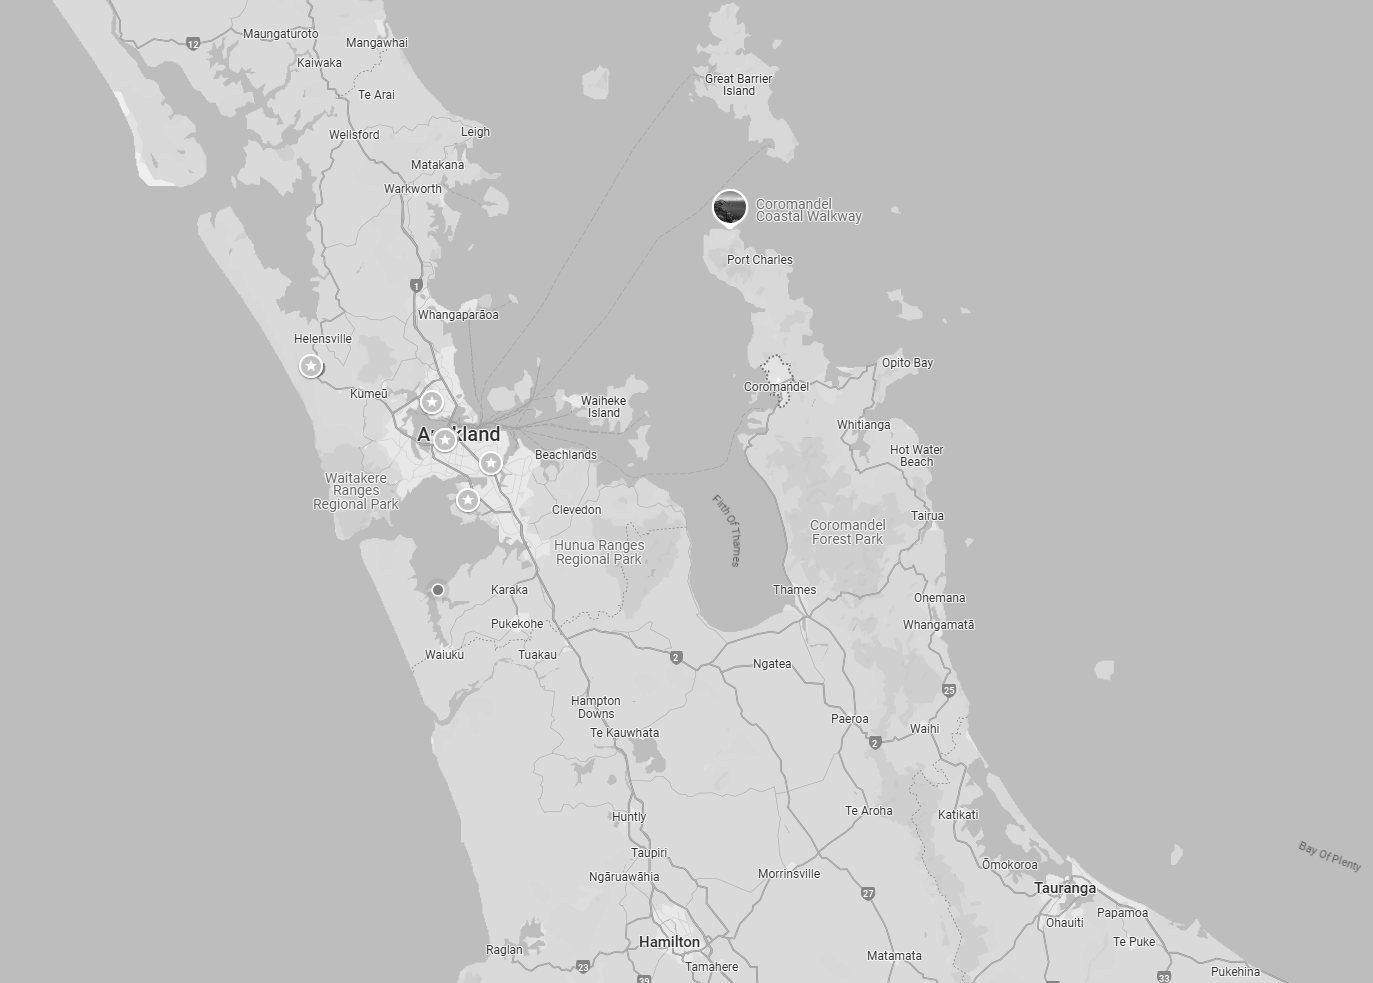 Maungaturoto
12
Mangawhai
Kaiwaka
Great Barrier
Island
Te Arai
Wellsford
Leigh
Matakana
Warkworth
Coromandel
Coastal Walkway
Port Charles
1
Whangaparāoa
Helensville
Opito Bay
Coromandel
Kumeū
Waiheke
Island
Whitianga
Auckland
Hot Water
Beach
Beachlands
Waitakere
Ranges
Regional Park
Firth Of Thames
Clevedon
Tairua
Coromandel
Forest Park
Hunua Ranges
Regional Park
Karaka
Thames
Onemana
Pukekohe
Whangamatā
Waiuku
Tuakau
2
Ngatea
25
Hampton
Downs
Paeroa
Waihi
Te Kauwhata
2
Te Aroha
Katikati
Huntly
Taupiri
Bay Of Plenty
Ōmokoroa
Ngāruawāhia
Morrinsville
Tauranga
27
Papamoa
Ohauiti
Hamilton
Te Puke
Raglan
Matamata
23
Tamahere
Pukehina
39
33